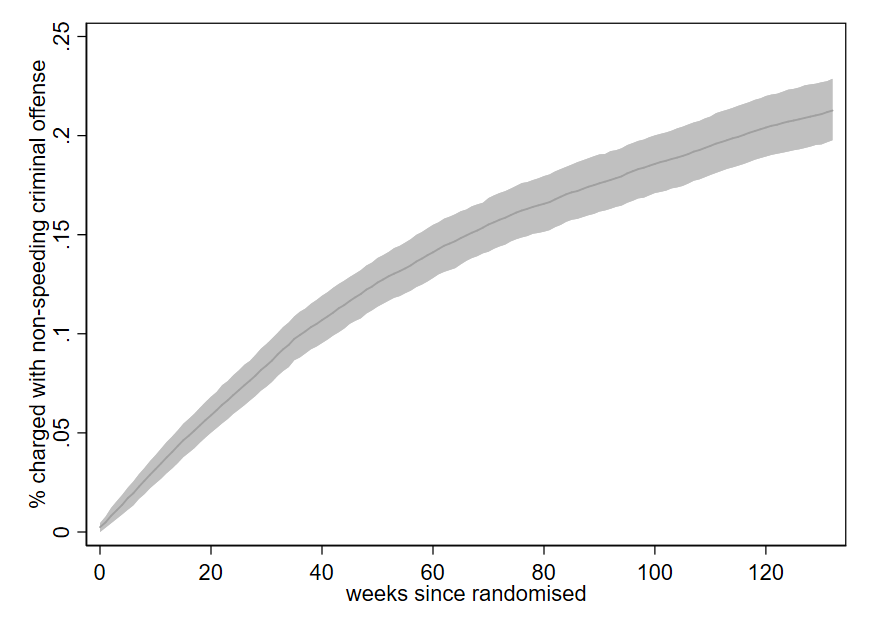 % charged with non-speeding criminal offense
.25
.2
.15
.1
.05
0
0 20 40 60 80 100 120
weeks since randomised